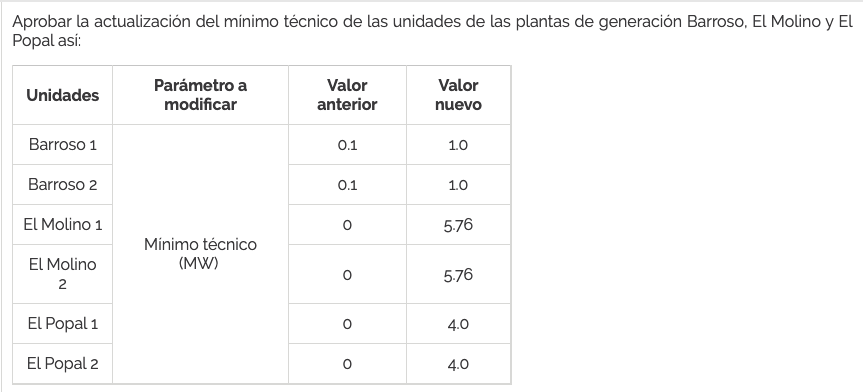 Aprobar la actualización del mínimo técnico de las unidades de las plantas de generación Barroso, El Molino y El
Popal así:
Unidades
Parámetro a
modificar
Valor
anterior
Valor
nuevo
Barroso 1
0.1
1.0
Barroso 2
0.1
1.0
El Molino 1
0
5.76
Mínimo técnico
(MW)
El Molino
2
0
5.76
El Popal 1
0
4.0
El Popal 2
0
4.0